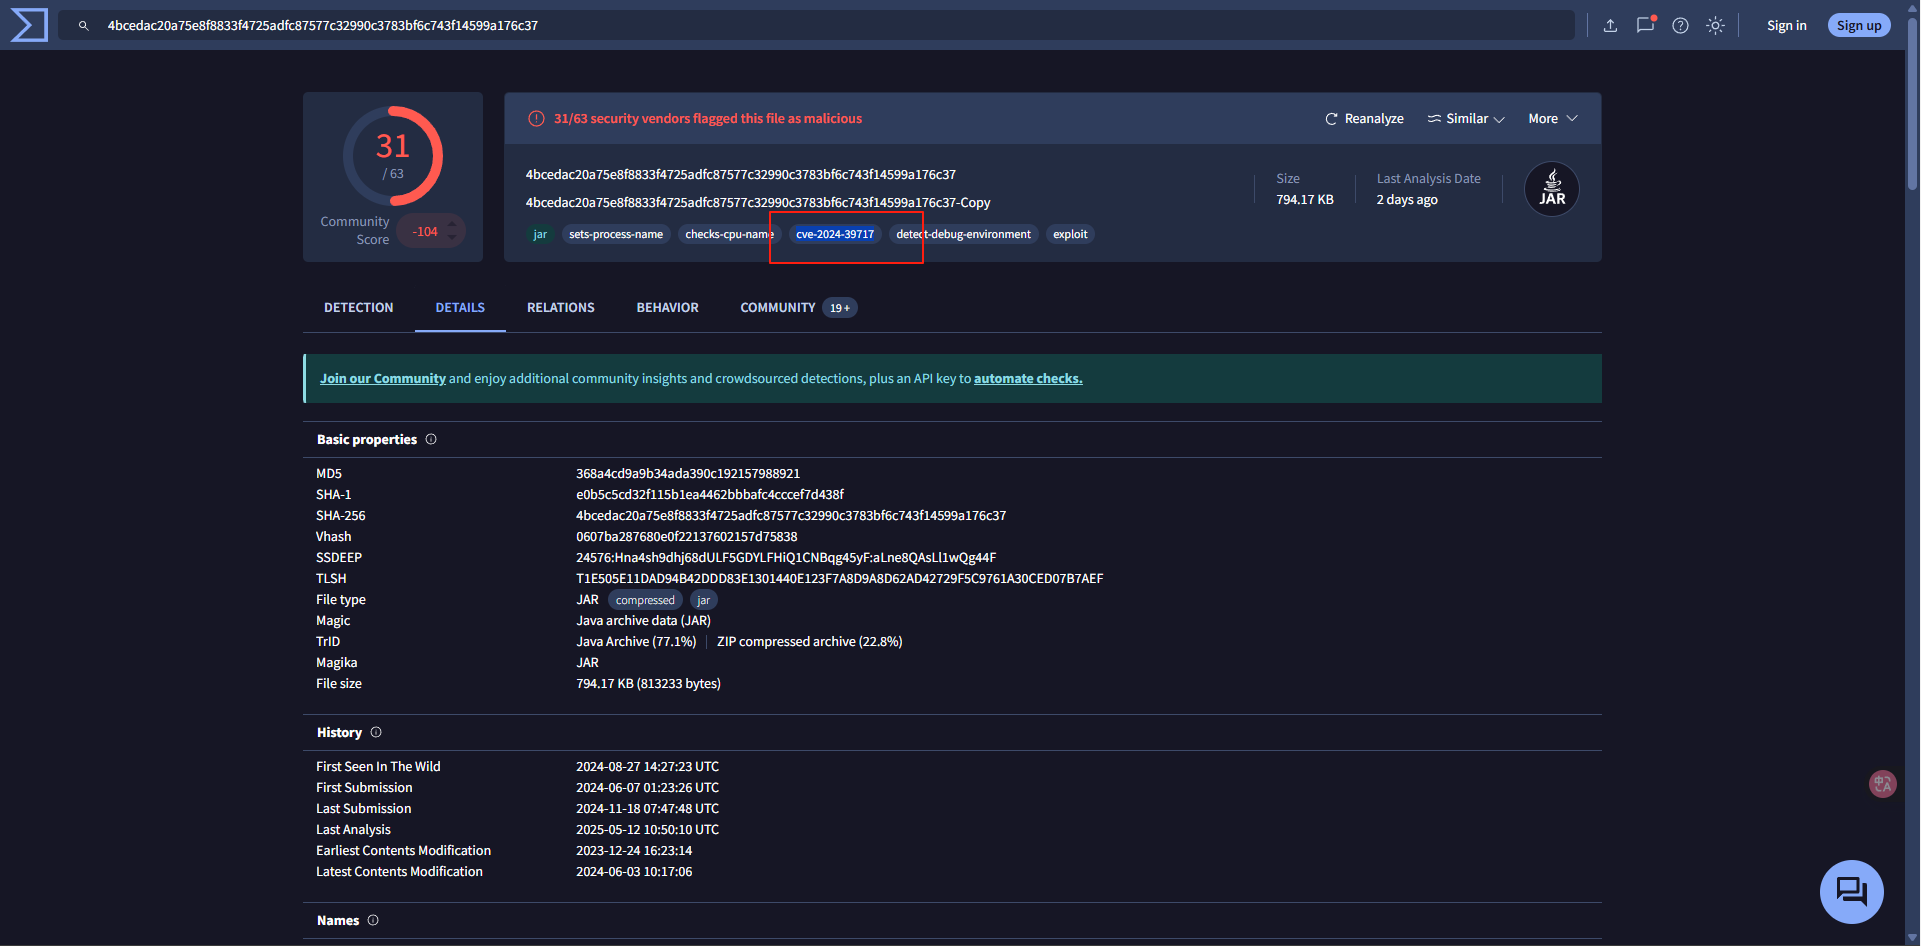 4bcedac20a75e8f8833f4725adfc87577c32990c3783bf6c743f14599a176c37
Sign in
Sign up
31
/ 63
Community
Score
-104
31/63 security vendors flagged this file as malicious
Reanalyze
Similar
More
4bcedac20a75e8f8833f4725adfc87577c32990c3783bf6c743f14599a176c37
4bcedac20a75e8f8833f4725adfc87577c32990c3783bf6c743f14599a176c37-Copy
jar sets-process-name checks-cpu-name cve-2024-39717 detect-debug-environment exploit
Size
794.17 KB
Last Analysis Date
2 days ago
JAR
DETECTION DETAILS RELATIONS BEHAVIOR COMMUNITY 19+
Join our Community and enjoy additional community insights and crowdsourced detections, plus an API key to automate checks.
Basic properties
MD5 368a4cd9a9b34ada390c192157988921
SHA-1 e0b5c5cd32f115b1ea4462bbbafc4cccef7d438f
SHA-256 4bcedac20a75e8f8833f4725adfc87577c32990c3783bf6c743f14599a176c37
Vhash 0607ba287680e0f22137602157d75838
SSDEEP 24576:Hna4sh9dhj68dULF5GDYLFHiQ1CNBqg45yF:aLne8QAsLl1wQg44F
TLSH T1E505E11DAD94B42DDD83E1301440E123F7A8D9A8D62AD42729F5C9761A30CED07B7AEF
File type JAR compressed jar
Magic Java archive data (JAR)
TrID Java Archive (77.1%) ZIP compressed archive (22.8%)
Magika JAR
File size 794.17 KB (813233 bytes)
History
First Seen In The Wild 2024-08-27 14:27:23 UTC
First Submission 2024-06-07 01:23:26 UTC
Last Submission 2024-11-18 07:47:48 UTC
Last Analysis 2025-05-12 10:50:10 UTC
Earliest Contents Modification 2023-12-24 16:23:14
Latest Contents Modification 2024-06-03 10:17:06
Names